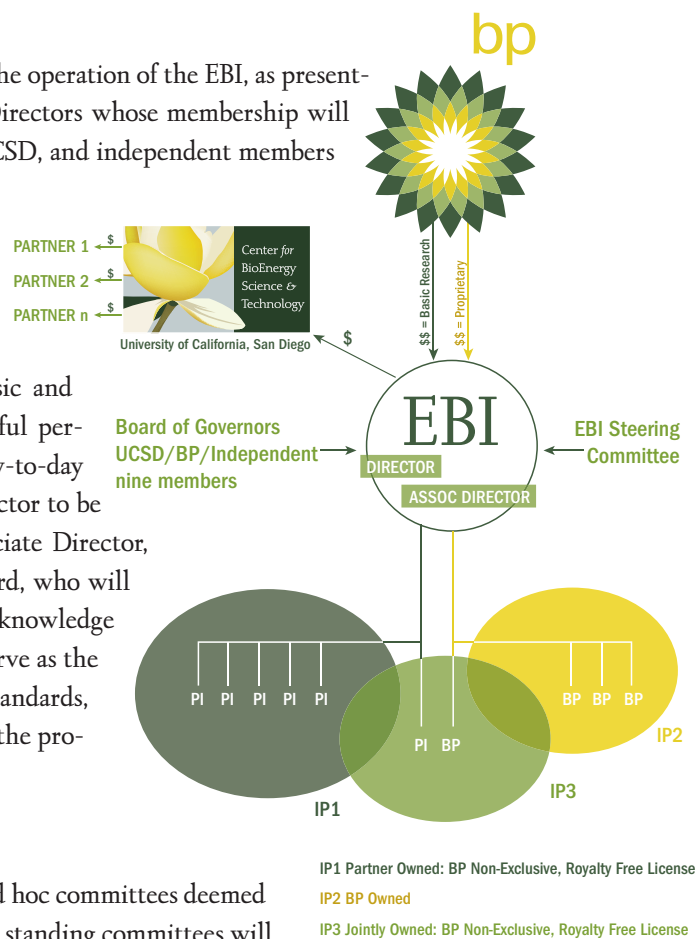 bp
he operation of the EBI, as present-
Directors whose membership will
CSD, and independent members
$$ = Basic Research
$$ = Proprietary
PARTNER 1
$
PARTNER 2
$
PARTNER n
$
Center for
BioEnergy
Science &
Technology
University of California, San Diego
$
sic and
ful per-
y-to-day
ctor to be
ciate Director,
rd, who will
knowledge
rve as the
tandards,
the pro-
Board of Governors
UCSD/BP/Independent
nine members
EBI
DIRECTOR
ASSOC DIRECTOR
EBI Steering
Committee
PI PI PI PI PI
PI BP
BP BP BP
IP1
IP3
IP2
IP1 Partner Owned: BP Non-Exclusive, Royalty Free License
IP2 BP Owned
IP3 Jointly Owned: BP Non-Exclusive, Royalty Free License
d hoc committees deemed
standing committees will